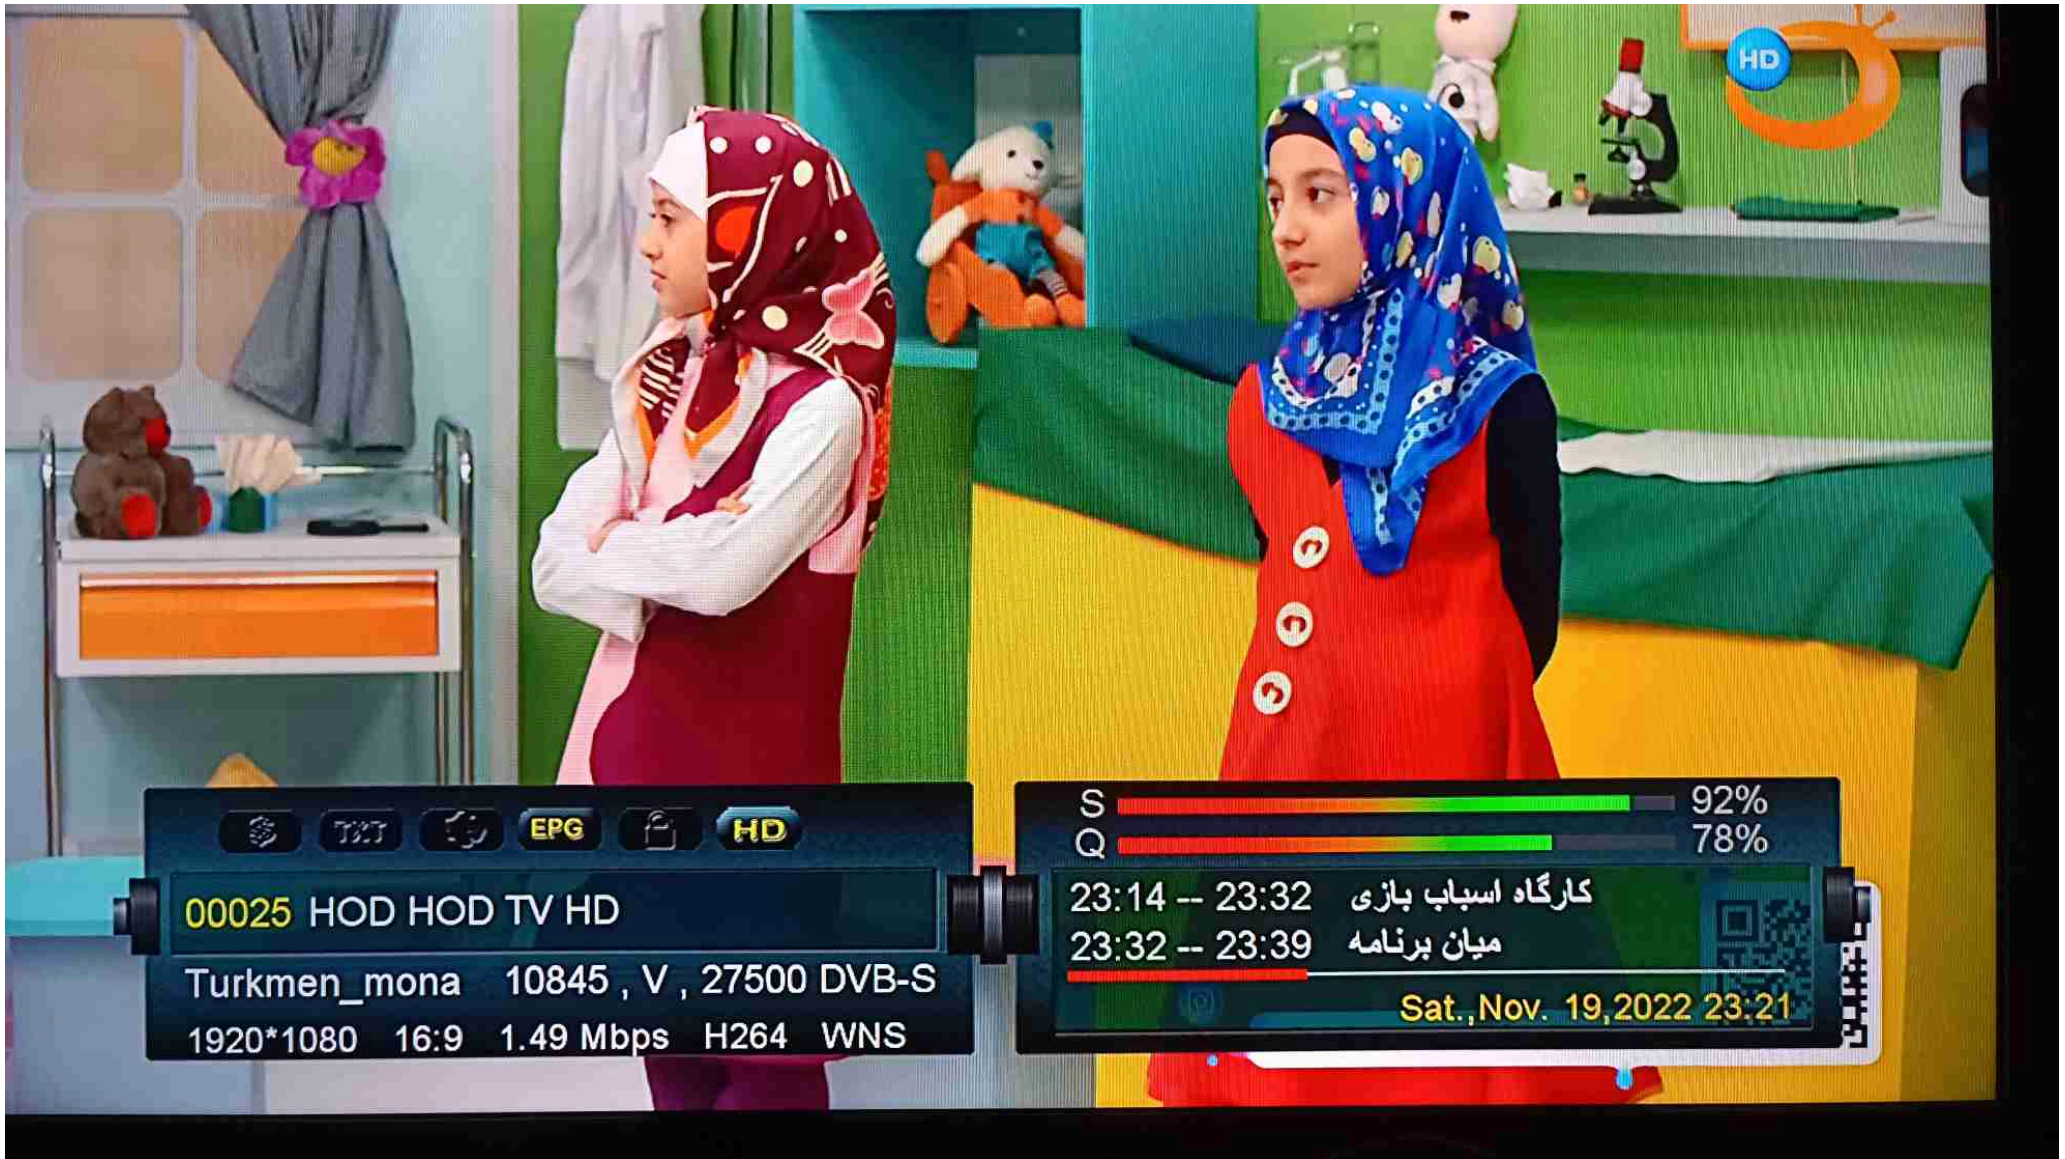 HD
TXT EPG HD
00025 HOD HOD TV HD
Turkmen_mona 10845 , V , 27500 DVB-S
1920*1080 16:9 1.49 Mbps H264 WNS
S 92%
Q 78%
23:14 -- 23:32 کارگاه اسباب بازی
23:32 -- 23:39 میان برنامه
Sat.,Nov. 19,2022 23:21